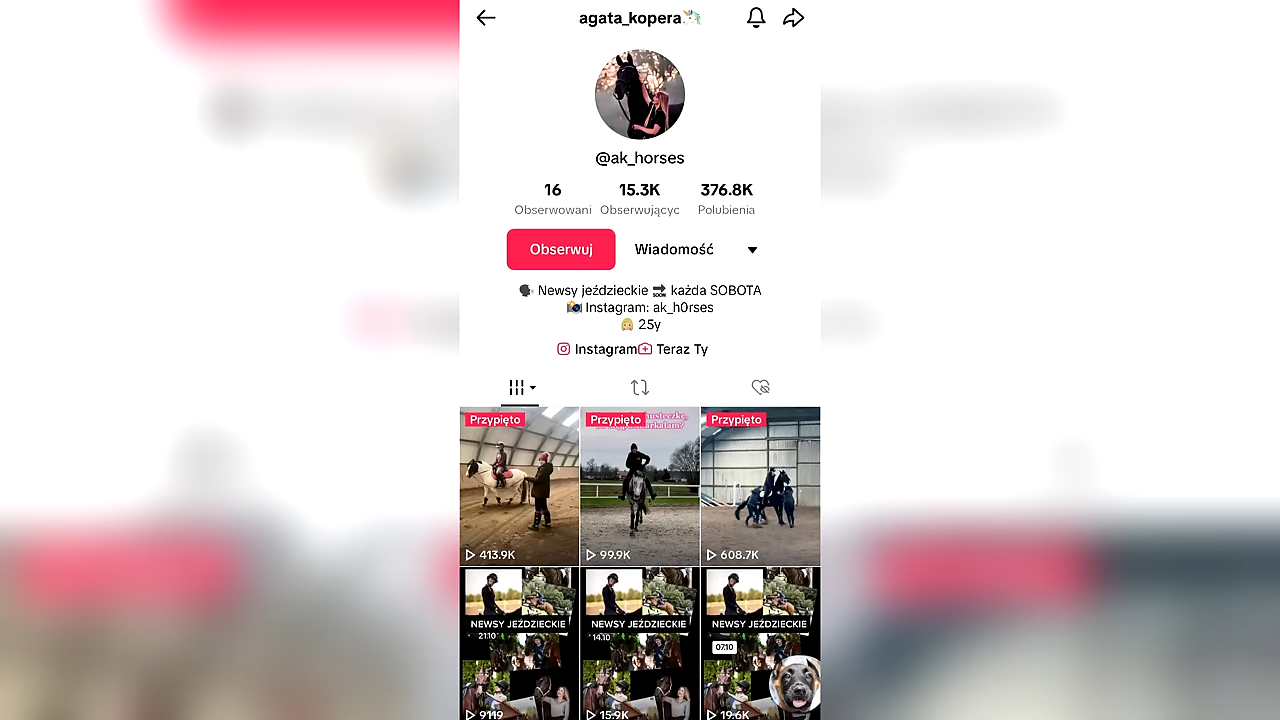 agata_kopera🦄
@ak_horses
16 15.3K 376.8K
Obserwowani Obserwującyc Polubienia
Obserwuj Wiadomość
🗣 Newsy jeździeckie 🔜 każda SOBOTA
📸 Instagram: ak_h0rses
👩🏼 25y
Instagram Teraz Ty
Przypięto Przypięto Przypięto
413.9K 99.9K 608.7K
NEWSY JEŹDZIECKIE NEWSY JEŹDZIECKIE NEWSY JEŹDZIECKIE
21.10 14.10 07.10
9119 15.9K 19.6K